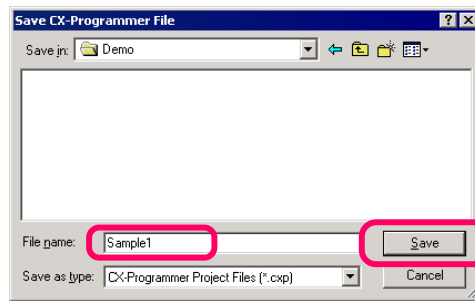 Save CX-Programmer File
Save in: Demo
File name: Sample1 Save
Save as type: CX-Programmer Project Files (*.cxp) Cancel